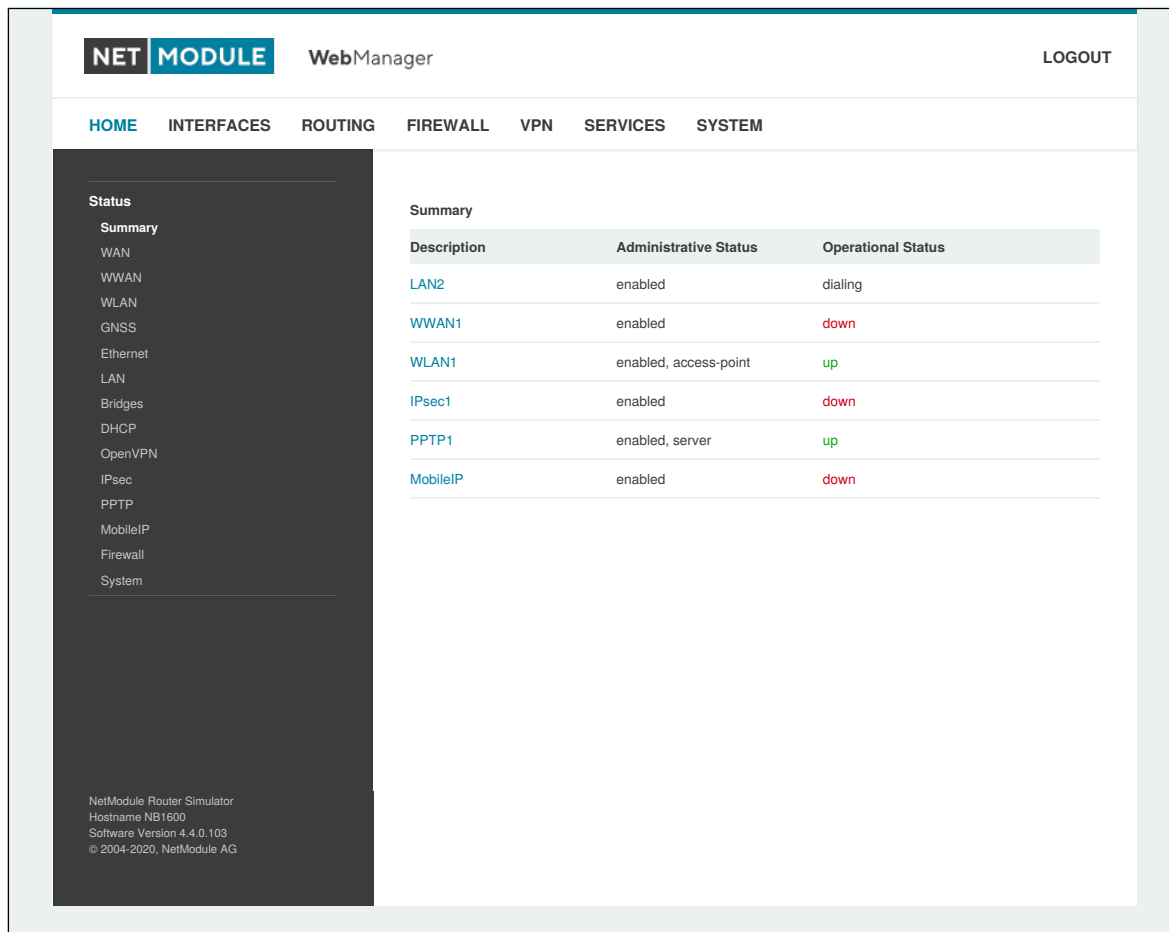 NET MODULE WebManager LOGOUT
HOME INTERFACES ROUTING FIREWALL VPN SERVICES SYSTEM
Status
Summary
WAN
WWAN
WLAN
GNSS
Ethernet
LAN
Bridges
DHCP
OpenVPN
IPsec
PPTP
MobileIP
Firewall
System
NetModule Router Simulator
Hostname NB1600
Software Version 4.4.0.103
© 2004-2020, NetModule AG
Summary
Description Administrative Status Operational Status
LAN2 enabled dialing
WWAN1 enabled down
WLAN1 enabled, access-point up
IPsec1 enabled down
PPTP1 enabled, server up
MobileIP enabled down